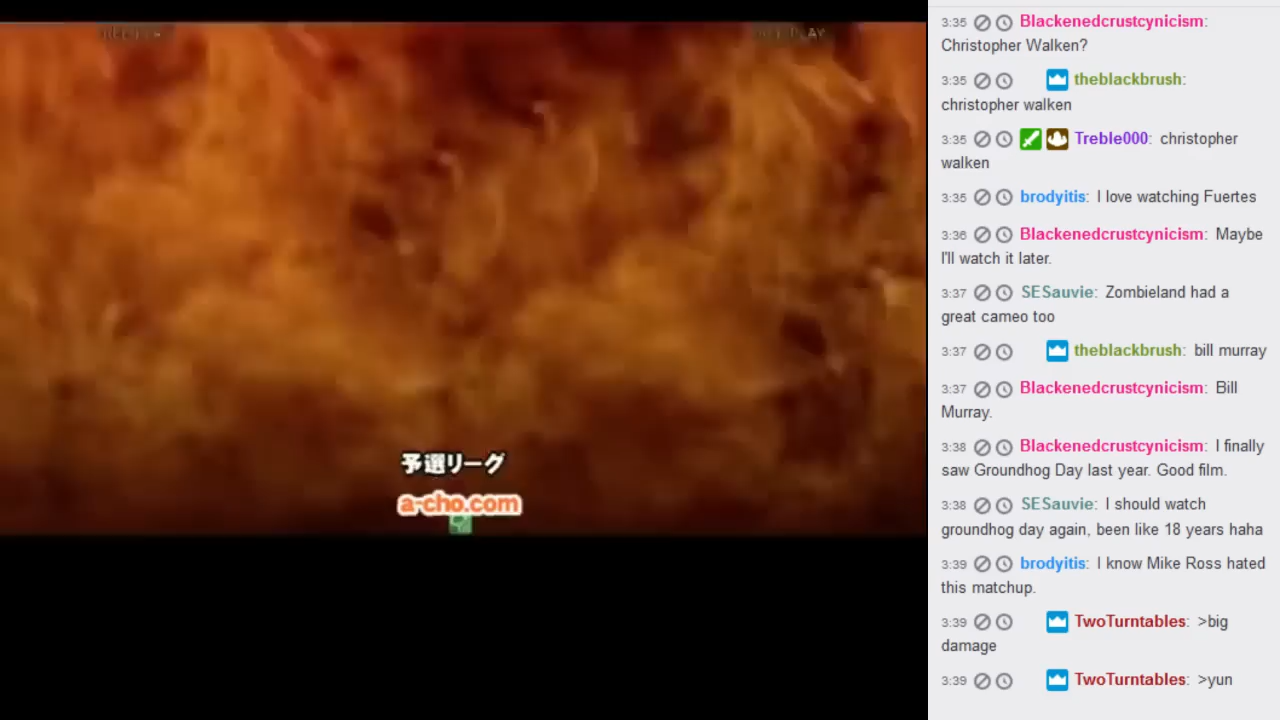 予選リーグ
a-cho.com
3:35 Blackenedcrustcynicism:
Christopher Walken?
3:35 theblackbrush:
christopher walken
3:35 Treble000: christopher
walken
3:35 brodyitis: I love watching Fuertes
3:36 Blackenedcrustcynicism: Maybe
I'll watch it later.
3:37 SESauvie: Zombieland had a
great cameo too
3:37 theblackbrush: bill murray
3:37 Blackenedcrustcynicism: Bill
Murray.
3:38 Blackenedcrustcynicism: I finally
saw Groundhog Day last year. Good film.
3:38 SESauvie: I should watch
groundhog day again, been like 18 years haha
3:39 brodyitis: I know Mike Ross hated
this matchup.
3:39 TwoTurntables: >big
damage
3:39 TwoTurntables: >yun